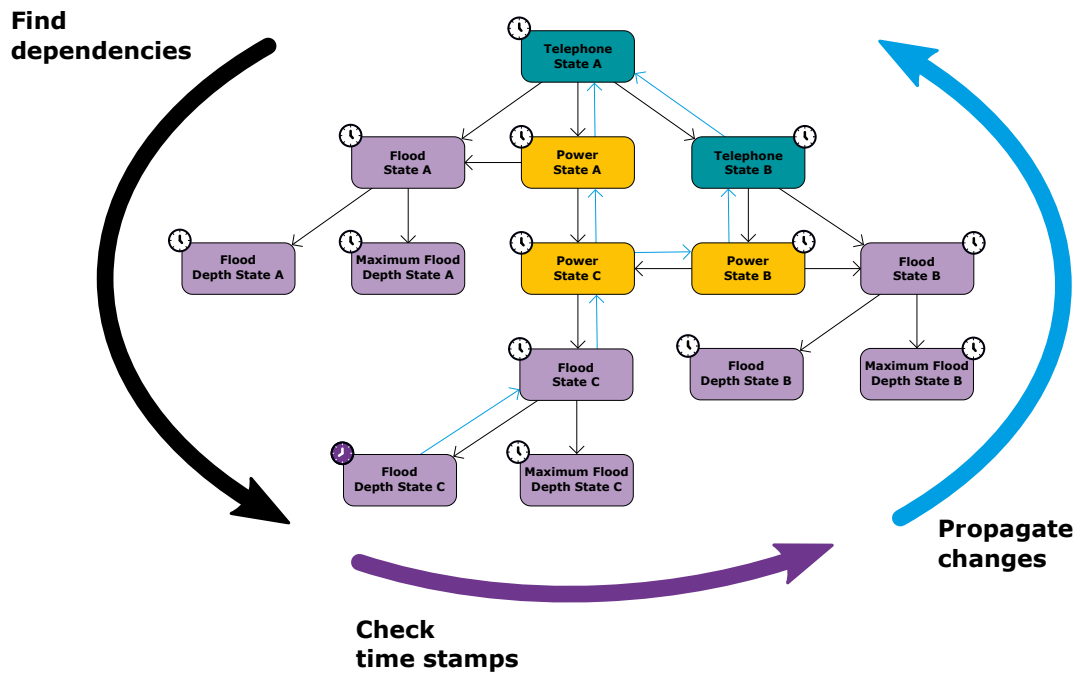 Find
dependencies
Telephone
State A
Flood
State A
Power
State A
Telephone
State B
Flood
Depth State A
Maximum Flood
Depth State A
Power
State C
Power
State B
Flood
State B
Flood
State C
Flood
Depth State B
Maximum Flood
Depth State B
Flood
Depth State C
Maximum Flood
Depth State C
Propagate
changes
Check
time stamps